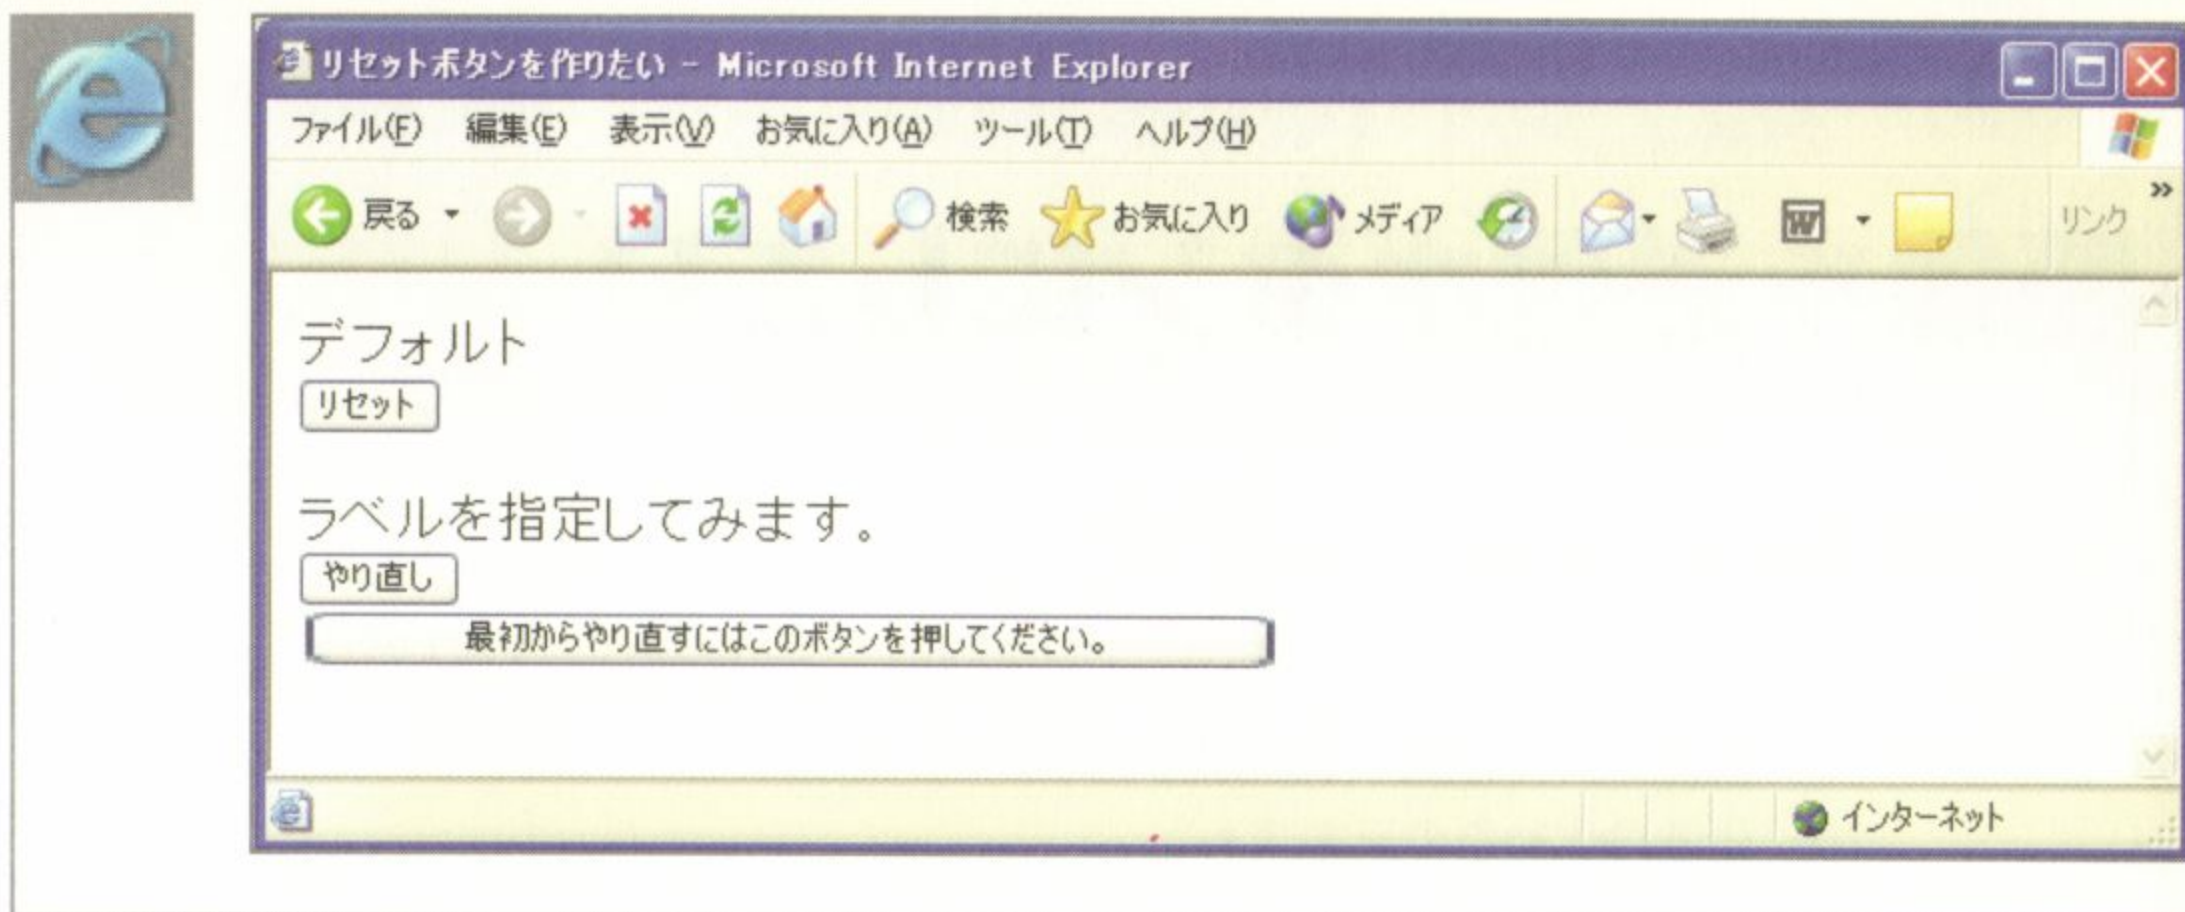 リセットボタンを作りたい - Microsoft Internet Explorer
ファイル(F) 編集(E) 表示(V) お気に入り(A) ツール(T) ヘルプ(H)
戻る 検索 お気に入り メディア W リンク »
デフォルト
リセット
ラベルを指定してみます。
やり直し
最初からやり直すにはこのボタンを押してください。
インターネット